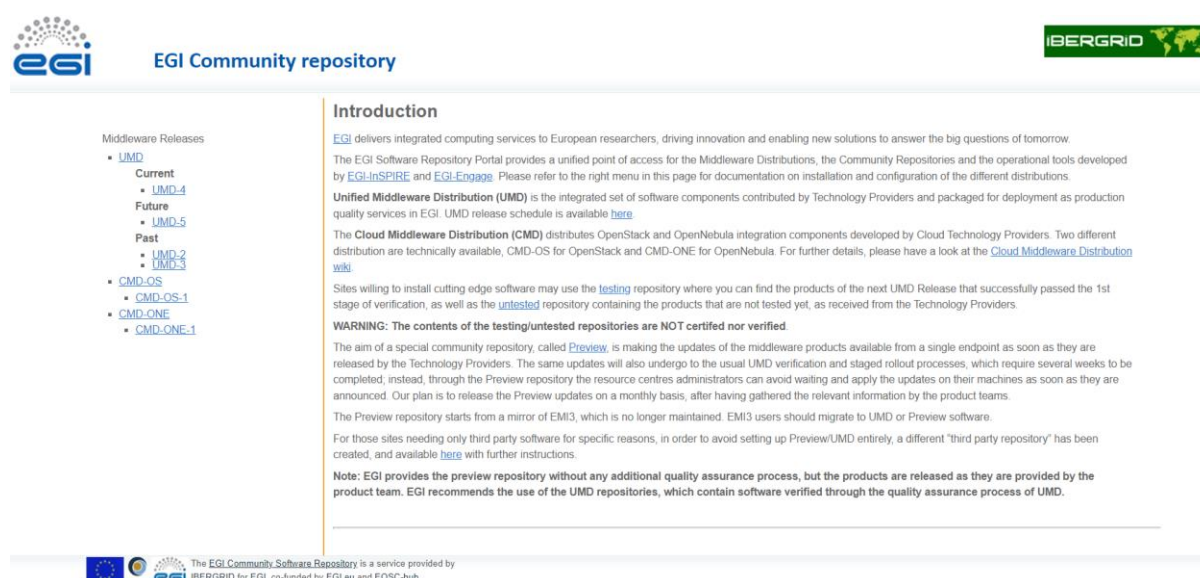 egi
EGI Community repository
IBERGRID
Middleware Releases
UMD
Current
UMD-4
Future
UMD-5
Past
UMD-2
UMD-3
CMD-OS
CMD-OS-1
CMD-ONE
CMD-ONE-1
Introduction
EGI delivers integrated computing services to European researchers, driving innovation and enabling new solutions to answer the big questions of tomorrow.
The EGI Software Repository Portal provides a unified point of access for the Middleware Distributions, the Community Repositories and the operational tools developed
by EGI-InSPIRE and EGI-Engage. Please refer to the right menu in this page for documentation on installation and configuration of the different distributions.
Unified Middleware Distribution (UMD) is the integrated set of software components contributed by Technology Providers and packaged for deployment as production
quality services in EGI. UMD release schedule is available here.
The Cloud Middleware Distribution (CMD) distributes OpenStack and OpenNebula integration components developed by Cloud Technology Providers. Two different
distribution are technically available, CMD-OS for OpenStack and CMD-ONE for OpenNebula. For further details, please have a look at the Cloud Middleware Distribution
wiki.
Sites willing to install cutting edge software may use the testing repository where you can find the products of the next UMD Release that successfully passed the 1st
stage of verification, as well as the untested repository containing the products that are not tested yet, as received from the Technology Providers.
WARNING: The contents of the testing/untested repositories are NOT certifed nor verified.
The aim of a special community repository, called Preview, is making the updates of the middleware products available from a single endpoint as soon as they are
released by the Technology Providers. The same updates will also undergo to the usual UMD verification and staged rollout processes, which require several weeks to be
completed; instead, through the Preview repository the resource centres administrators can avoid waiting and apply the updates on their machines as soon as they are
announced. Our plan is to release the Preview updates on a monthly basis, after having gathered the relevant information by the product teams.
The Preview repository starts from a mirror of EMI3, which is no longer maintained. EMI3 users should migrate to UMD or Preview software.
For those sites needing only third party software for specific reasons, in order to avoid setting up Preview/UMD entirely, a different "third party repository" has been
created, and available here with further instructions.
Note: EGI provides the preview repository without any additional quality assurance process, but the products are released as they are provided by the
product team. EGI recommends the use of the UMD repositories, which contain software verified through the quality assurance process of UMD.
The EGI Community Software Repository is a service provided by
IBERGRID for EGI, co-funded by EGI.eu and EOSC-hub